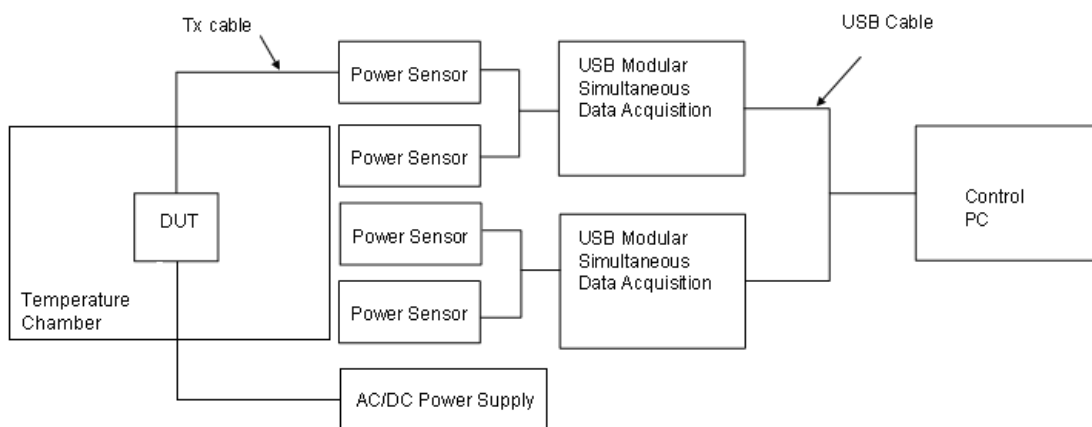 Tx cable
USB Cable
Power Sensor
USB Modular
Simultaneous
Data Acquisition
Power Sensor
DUT
Control
PC
Power Sensor
USB Modular
Simultaneous
Data Acquisition
Temperature
Chamber
Power Sensor
AC/DC Power Supply